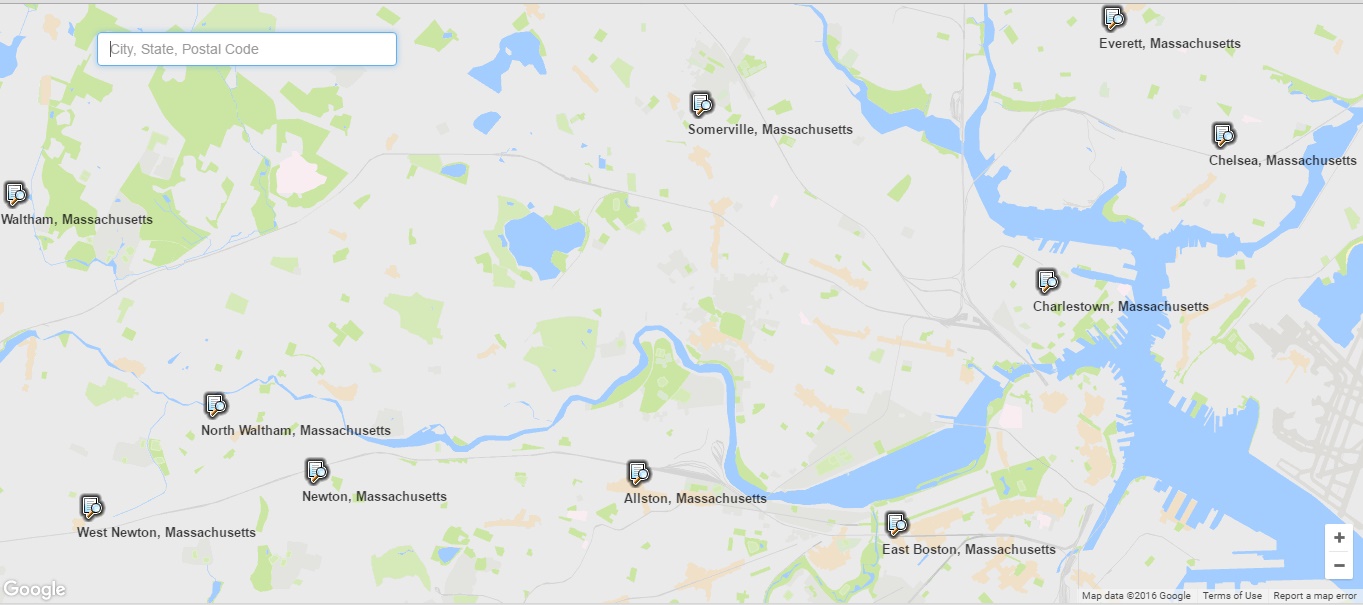 City, State, Postal Code
Everett, Massachusetts
Somerville, Massachusetts
Chelsea, Massachusetts
Waltham, Massachusetts
Charlestown, Massachusetts
North Waltham, Massachusetts
Newton, Massachusetts
Allston, Massachusetts
West Newton, Massachusetts
East Boston, Massachusetts
+
−
Google
Map data ©2016 Google Terms of Use Report a map error